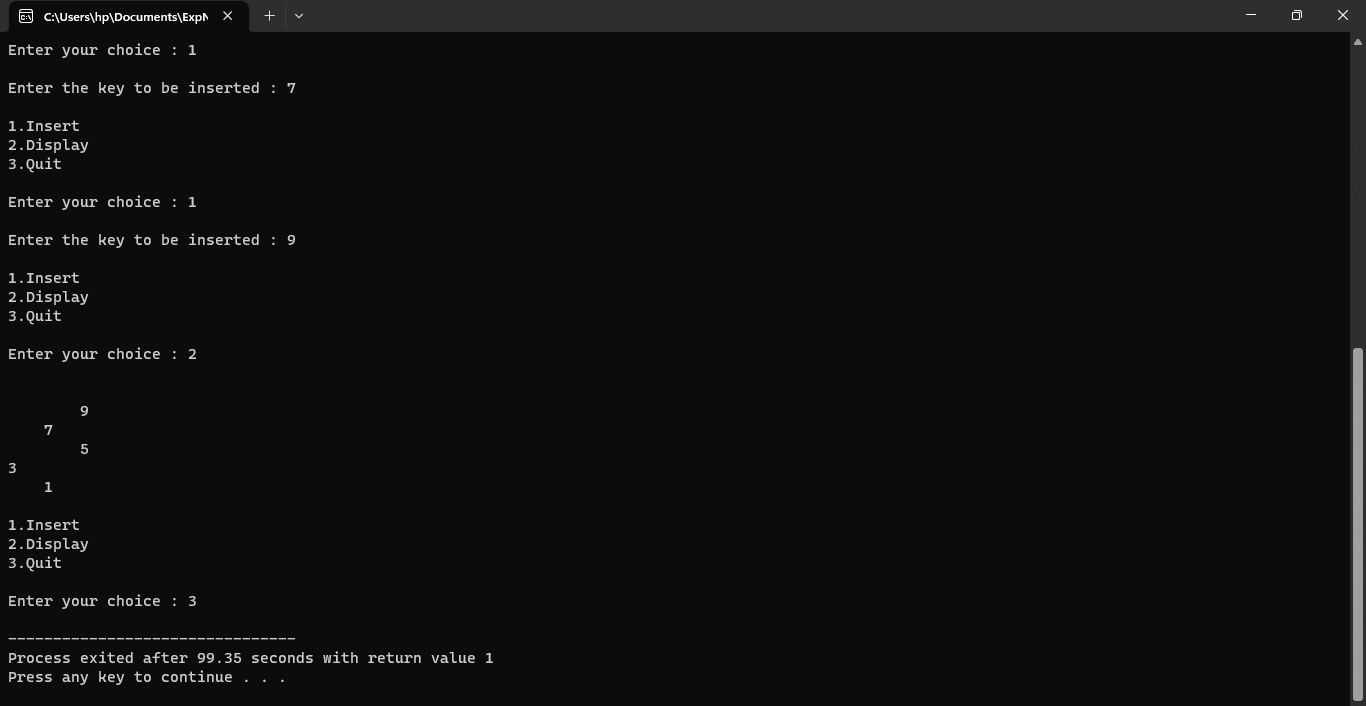 C:\Users\hp\Documents\ExpN
Enter your choice : 1
Enter the key to be inserted : 7
1.Insert
2.Display
3.Quit
Enter your choice : 1
Enter the key to be inserted : 9
1.Insert
2.Display
3.Quit
Enter your choice : 2
9
7
5
3
1
1.Insert
2.Display
3.Quit
Enter your choice : 3
--------------------------------
Process exited after 99.35 seconds with return value 1
Press any key to continue . . .